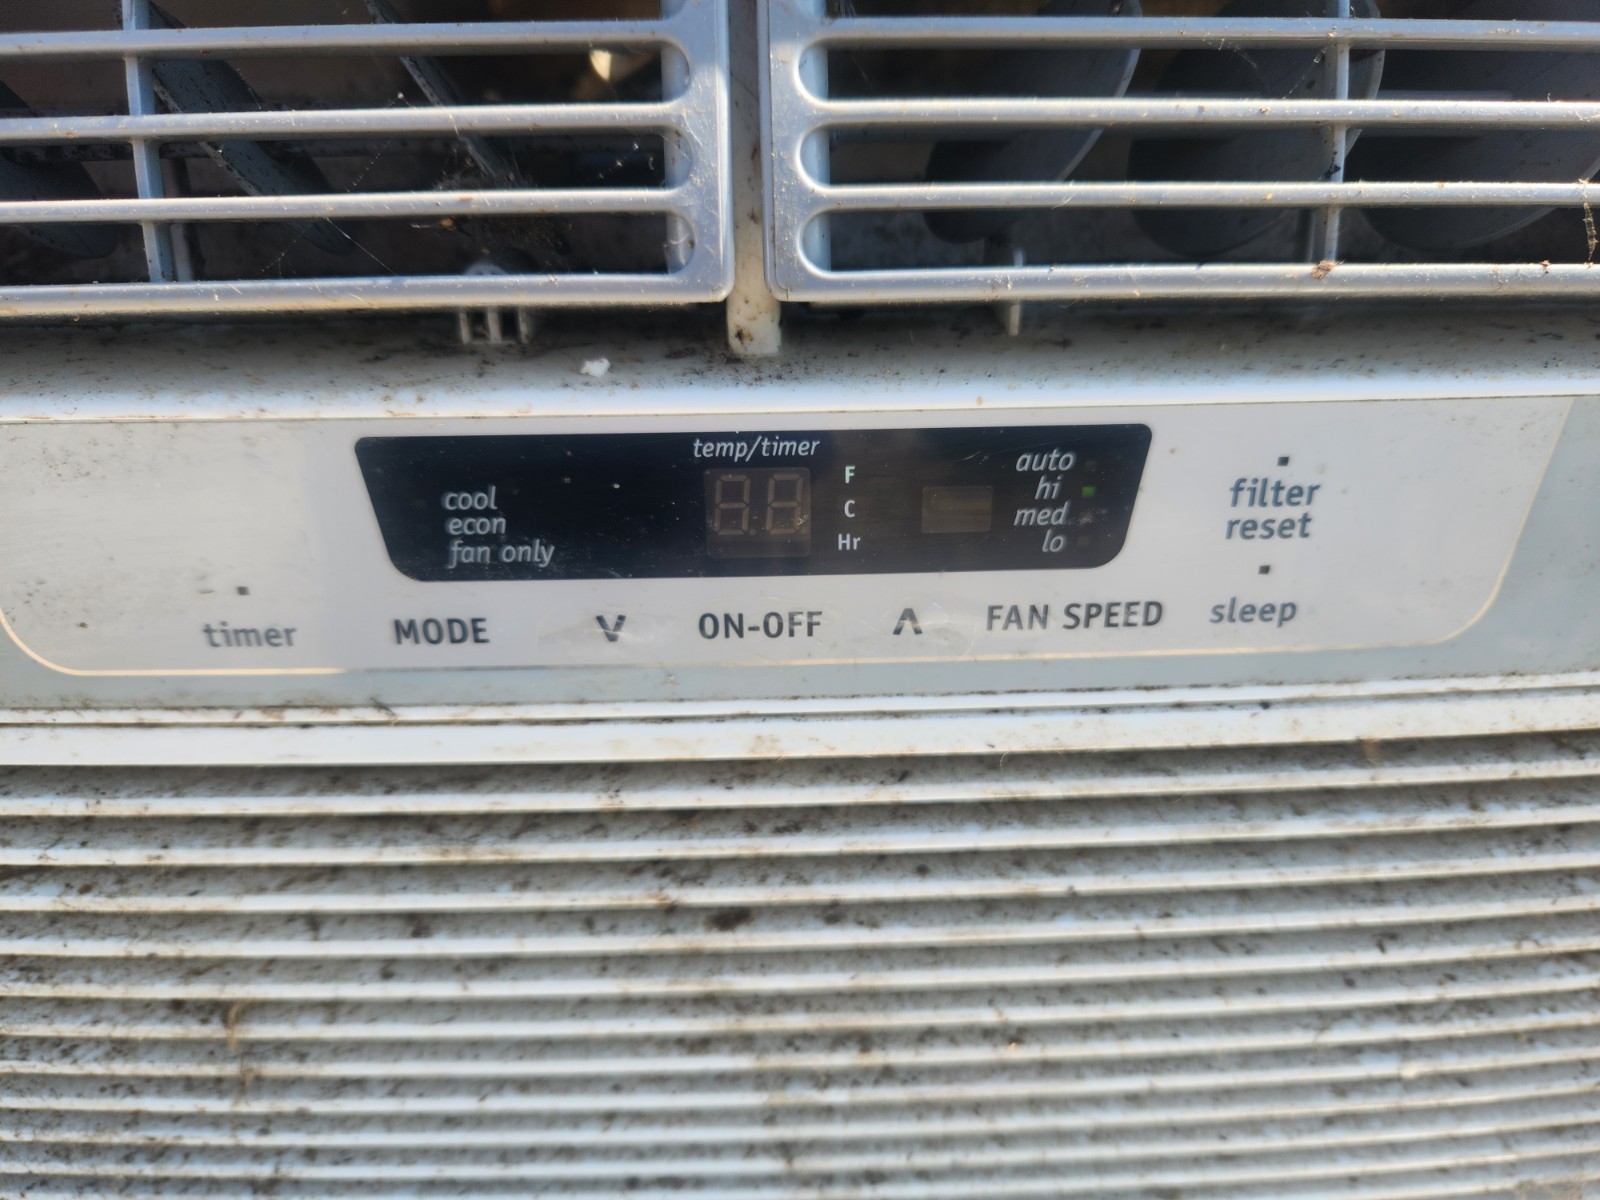 temp/timer
cool
econ
fan only
F
C
Hr
auto
hi
med
lo
filter
reset
timer
MODE
V
ON-OFF
Λ
FAN SPEED
sleep